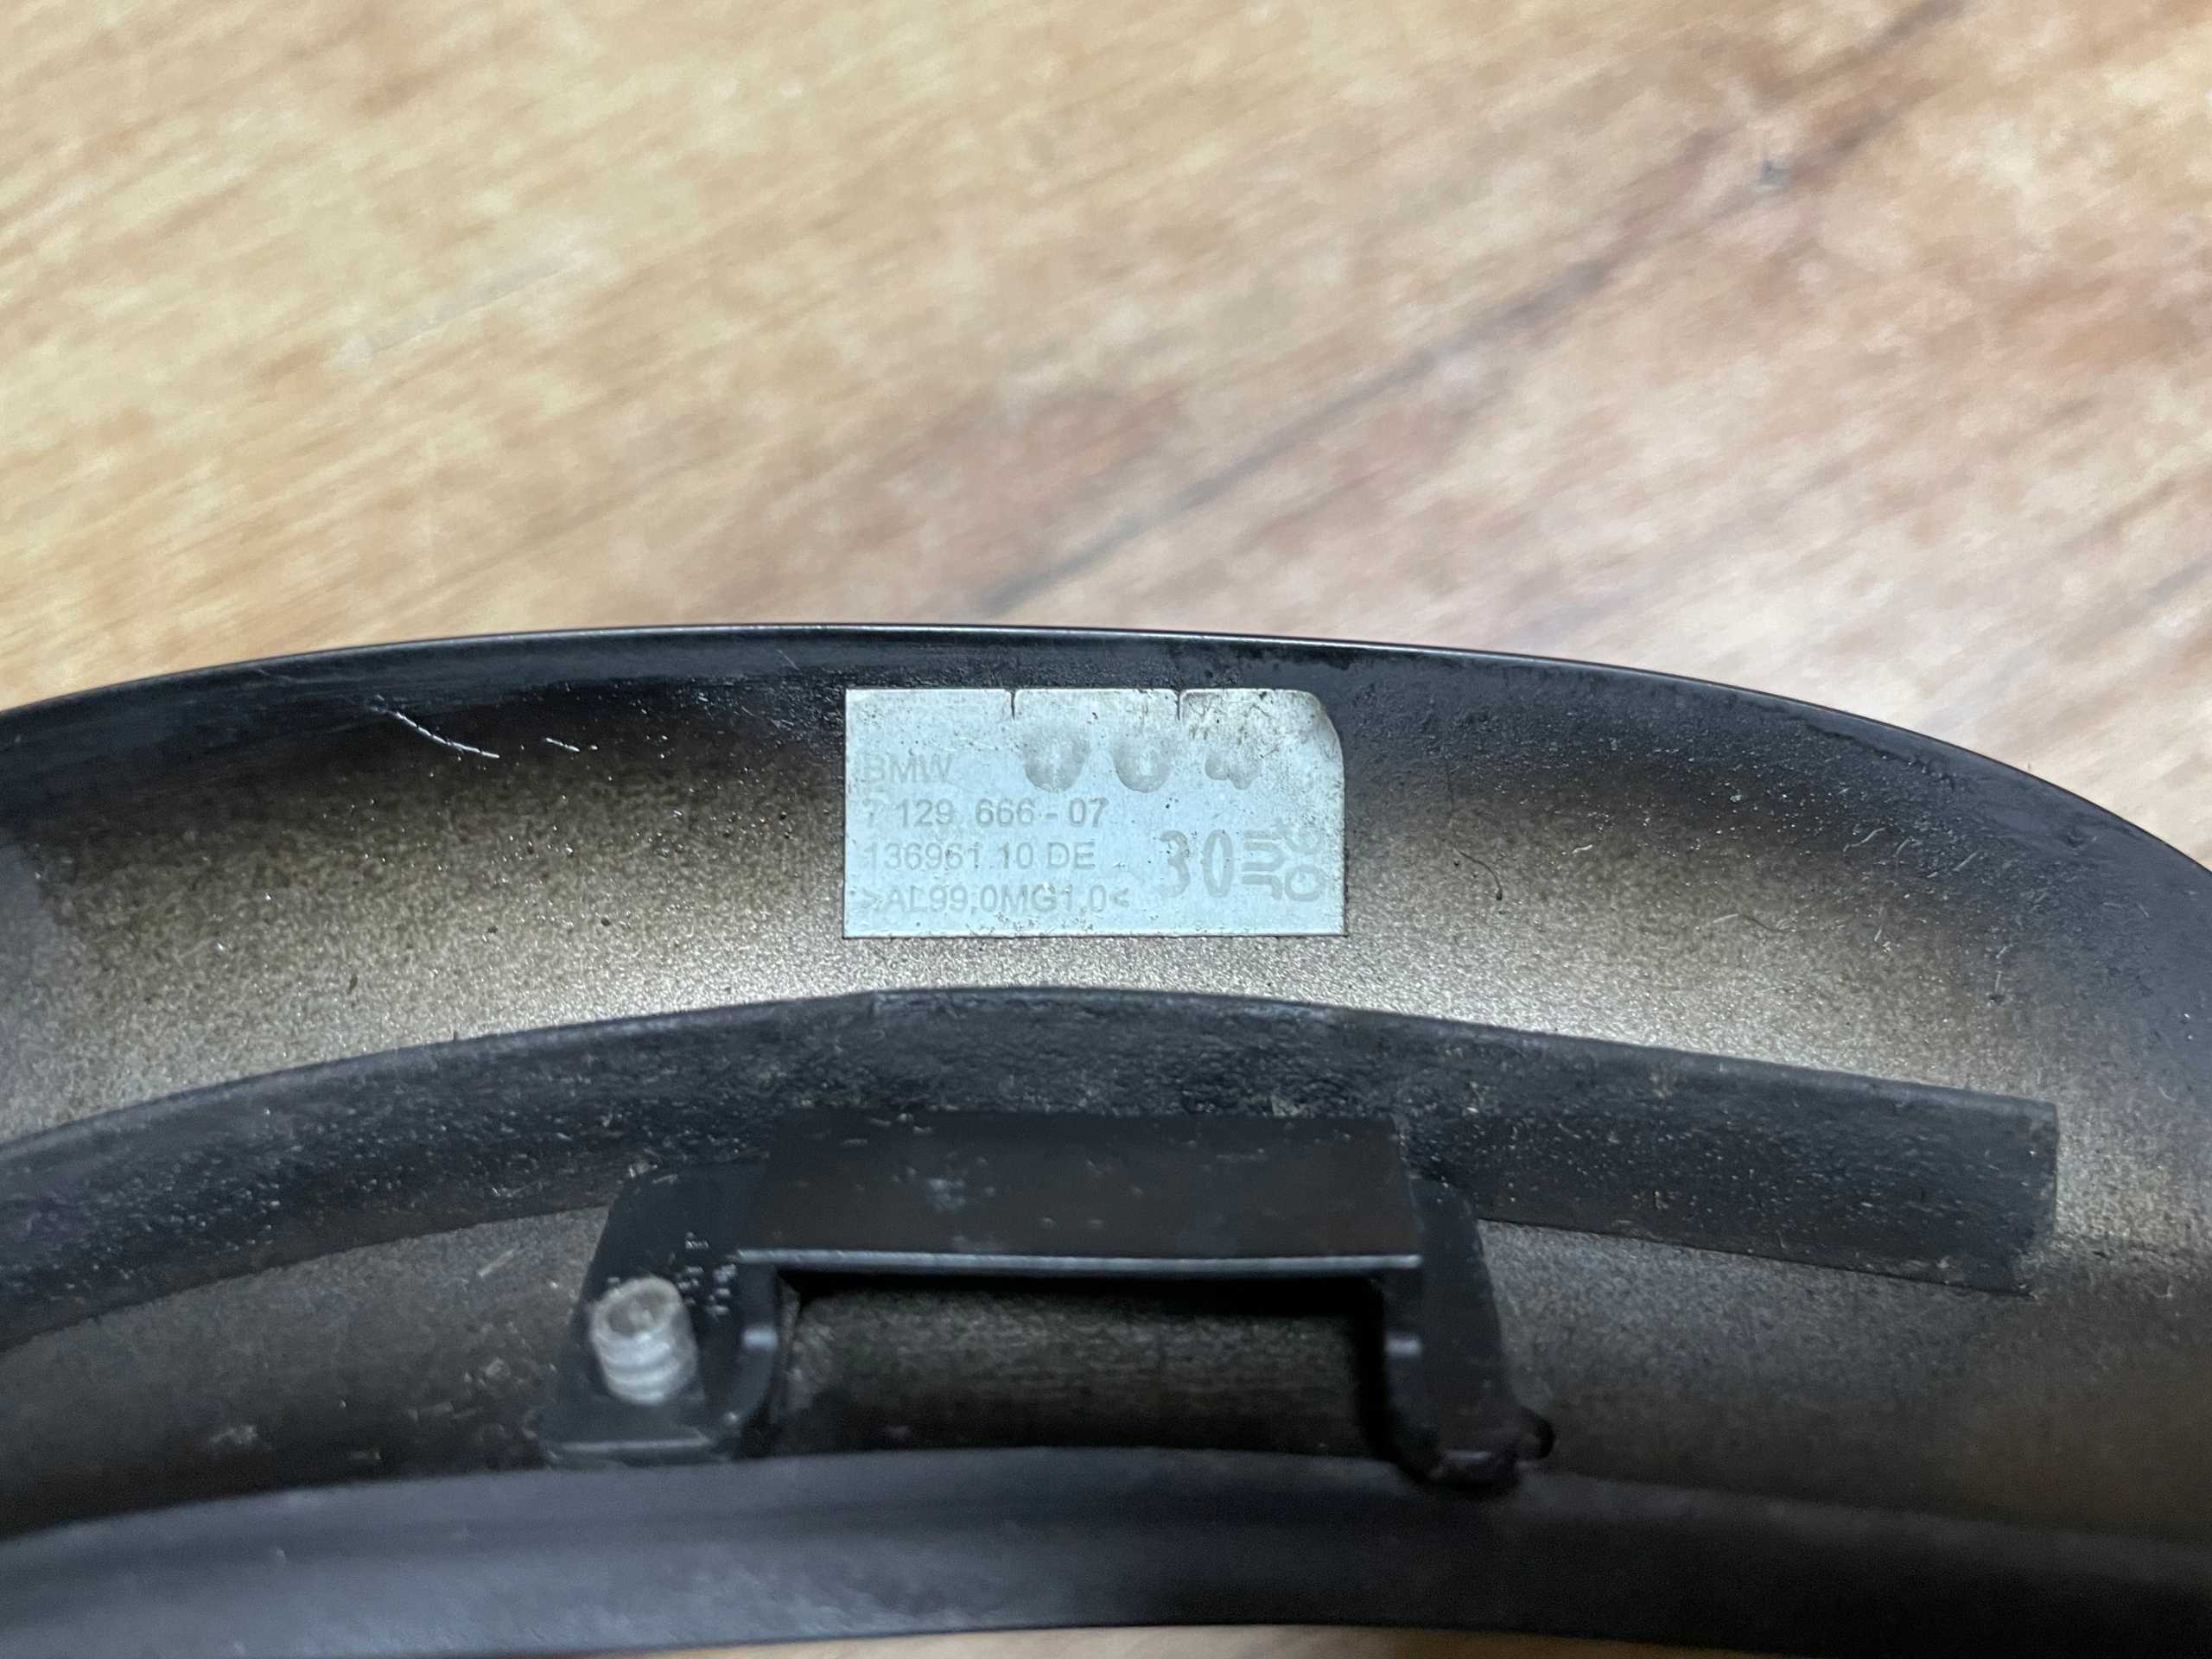 BMW
7 129 666 - 07
136961.10 DE
>AL99,0MG1,0<
30